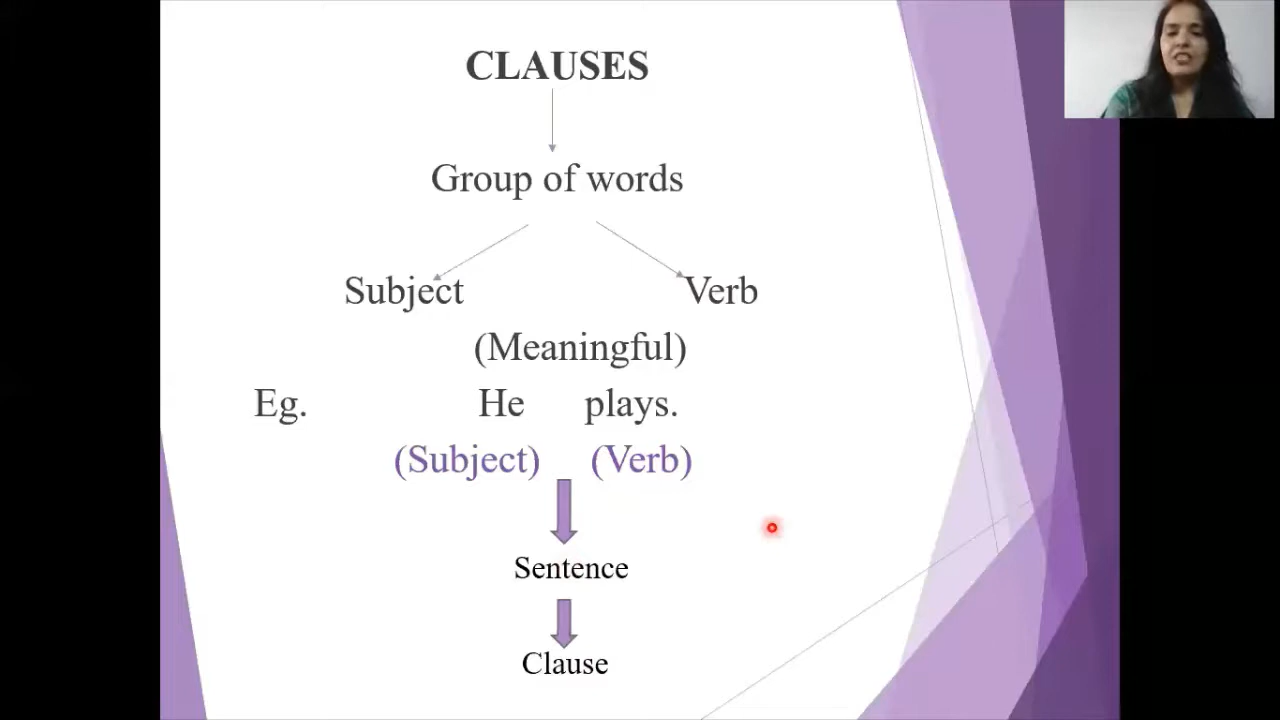 CLAUSES
Group of words
Subject Verb
(Meaningful)
Eg. He plays.
(Subject) (Verb)
Sentence
Clause